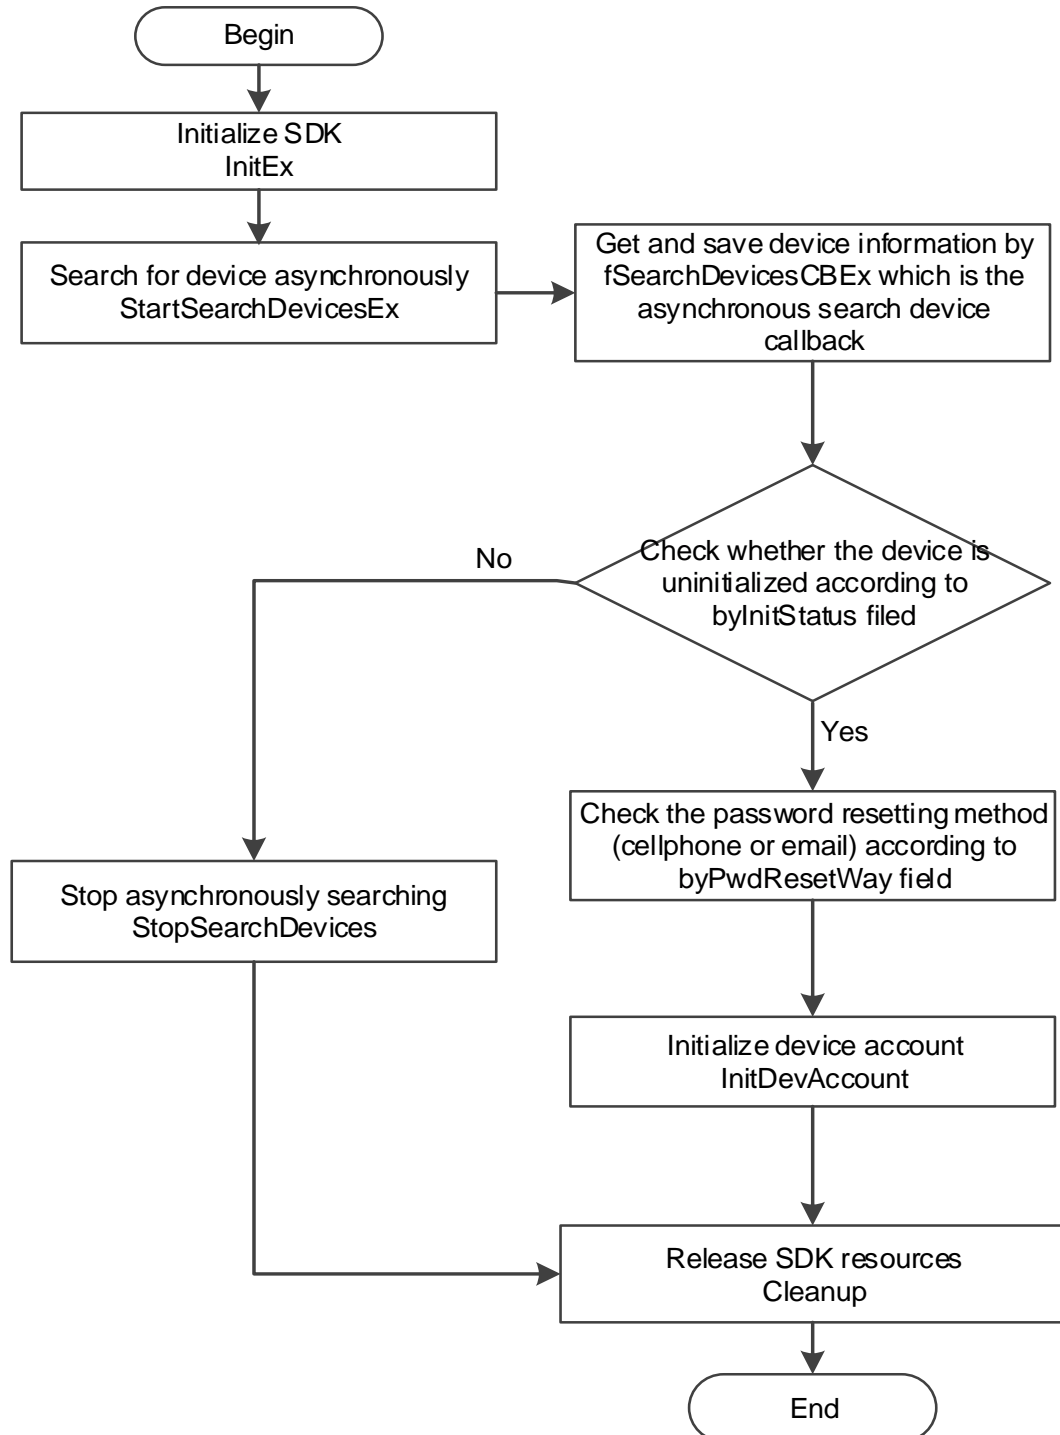 Begin
Initialize SDK
InitEx
Search for device asynchronously
StartSearchDevicesEx
Get and save device information by
fSearchDevicesCBEx which is the
asynchronous search device
callback
Check whether the device is
uninitialized according to
byInitStatus filed
No
Yes
Check the password resetting method
(cellphone or email) according to
byPwdResetWay field
Stop asynchronously searching
StopSearchDevices
Initialize device account
InitDevAccount
Release SDK resources
Cleanup
End